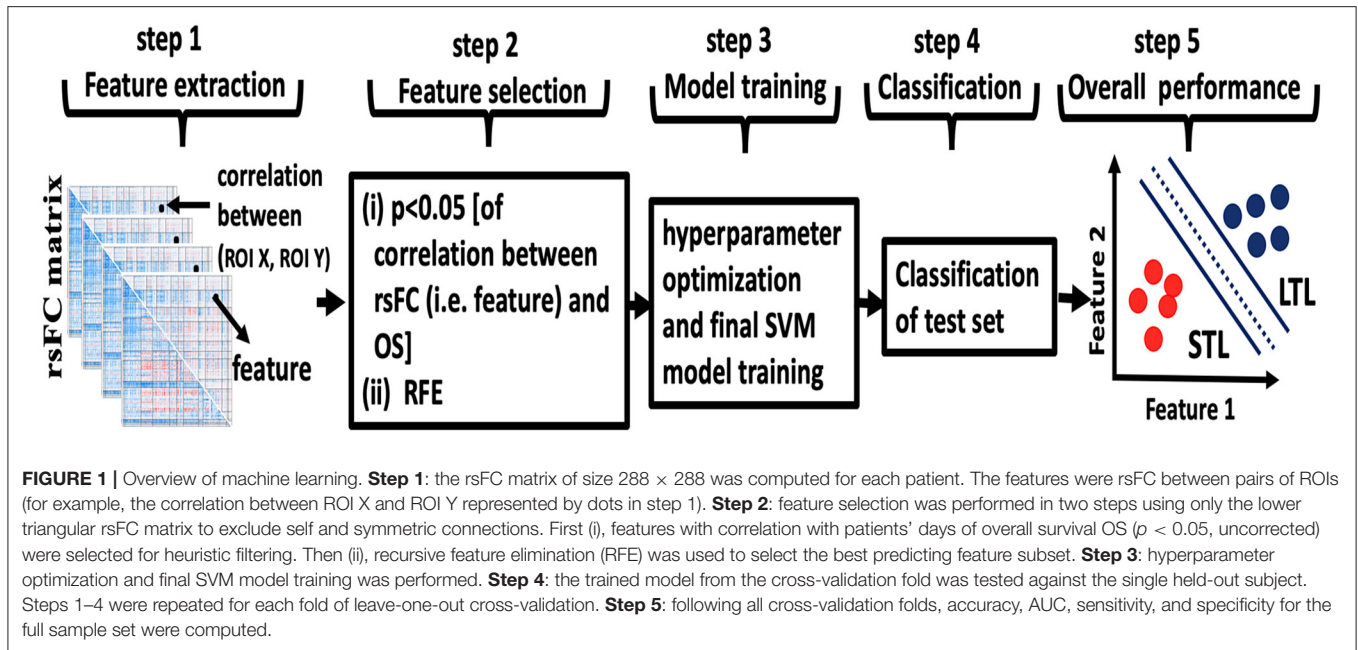 step 1
Feature extraction
step 2
Feature selection
step 3
Model training
step 4
Classification
step 5
Overall performance
rsFC matrix
correlation
between
(ROI X, ROI Y)
feature
(i) p<0.05 [of
correlation between
rsFC (i.e. feature) and
OS]
(ii) RFE
hyperparameter
optimization
and final SVM
model training
Classification
of test set
Feature 2
LTL
STL
Feature 1
FIGURE 1 | Overview of machine learning. Step 1: the rsFC matrix of size 288 × 288 was computed for each patient. The features were rsFC between pairs of ROIs
(for example, the correlation between ROI X and ROI Y represented by dots in step 1). Step 2: feature selection was performed in two steps using only the lower
triangular rsFC matrix to exclude self and symmetric connections. First (i), features with correlation with patients' days of overall survival OS (p < 0.05, uncorrected)
were selected for heuristic filtering. Then (ii), recursive feature elimination (RFE) was used to select the best predicting feature subset. Step 3: hyperparameter
optimization and final SVM model training was performed. Step 4: the trained model from the cross-validation fold was tested against the single held-out subject.
Steps 1–4 were repeated for each fold of leave-one-out cross-validation. Step 5: following all cross-validation folds, accuracy, AUC, sensitivity, and specificity for the
full sample set were computed.